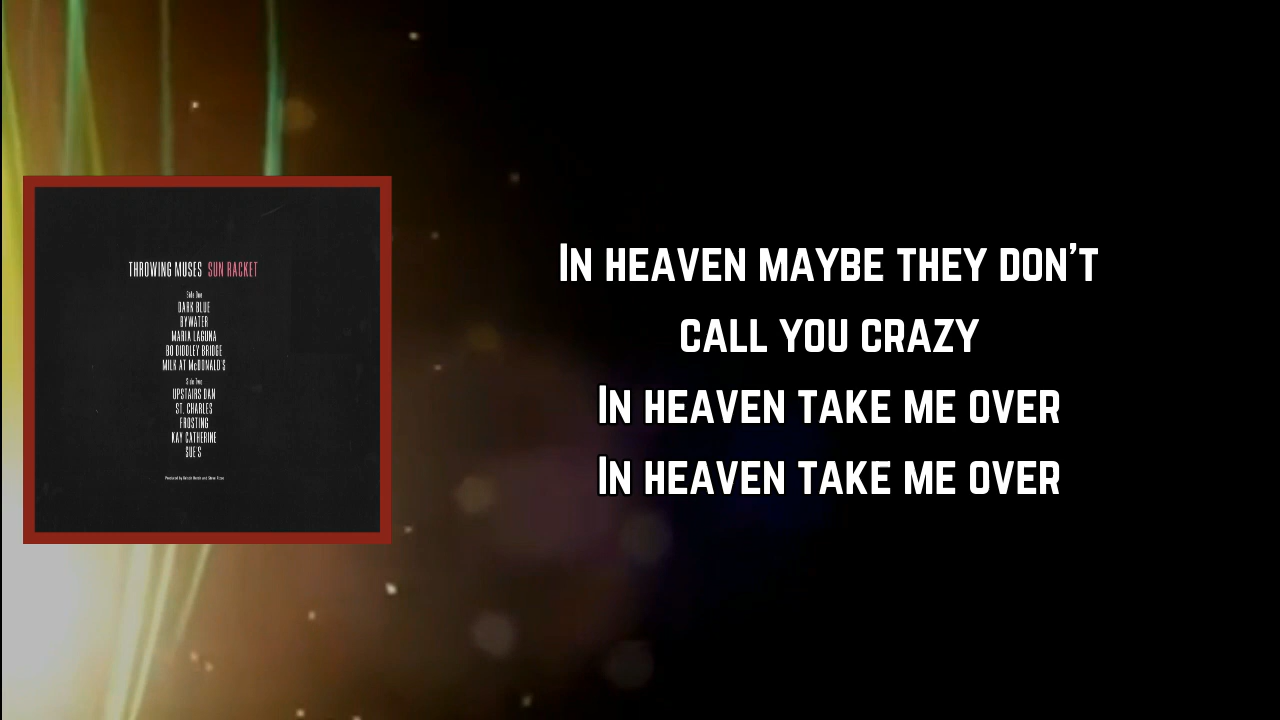 THROWING MUSES SUN RACKET
Side One
DARK BLUE
BYWATER
MARIA LAGUNA
BO DIDDLEY BRIDGE
MILK AT McDONALD'S
Side Two
UPSTAIRS DAN
ST. CHARLES
FROSTING
KAY CATHERINE
SUE'S
Produced by
In heaven maybe they don't
call you crazy
In heaven take me over
In heaven take me over